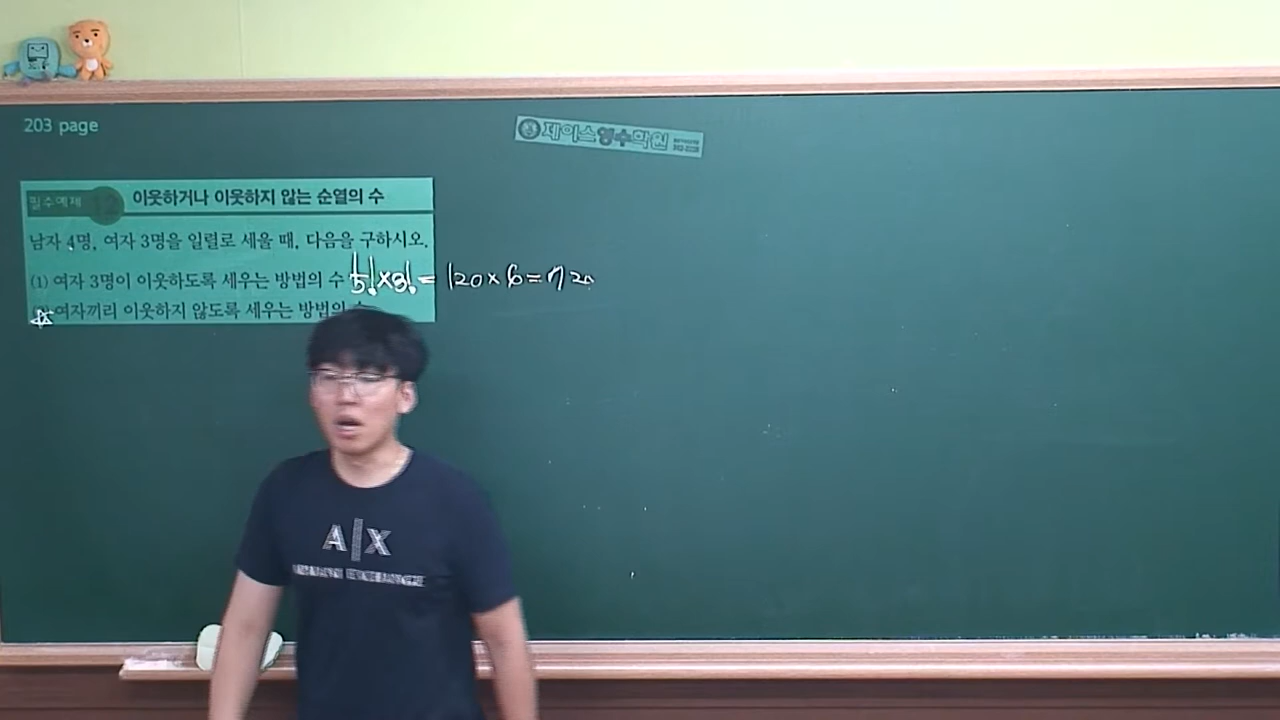 203 page
제이스영수학원
필수예제 이웃하거나 이웃하지 않는 순열의 수
남자 4명, 여자 3명을 일렬로 세울 때, 다음을 구하시오.
(1) 여자 3명이 이웃하도록 세우는 방법의 수 5!×3! = 120×6=720
여자끼리 이웃하지 않도록 세우는 방법의
A|X